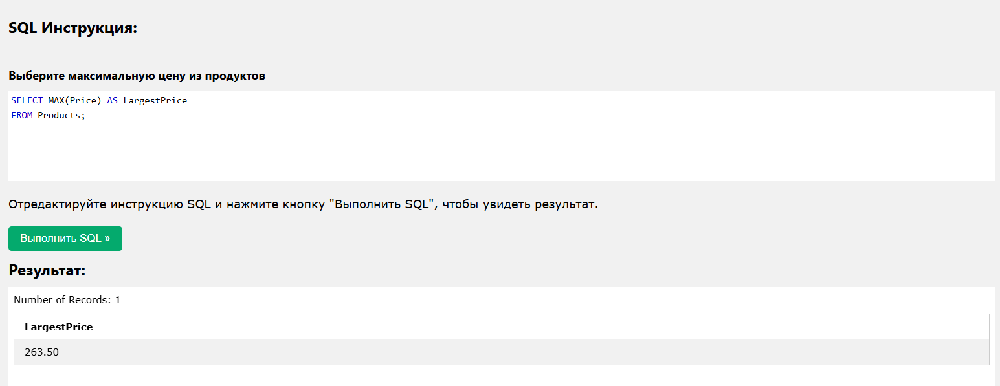 SQL Инструкция:
Выберите максимальную цену из продуктов
SELECT MAX(Price) AS LargestPrice
FROM Products;
Отредактируйте инструкцию SQL и нажмите кнопку "Выполнить SQL", чтобы увидеть результат.
Выполнить SQL »
Результат:
Number of Records: 1
LargestPrice
263.50